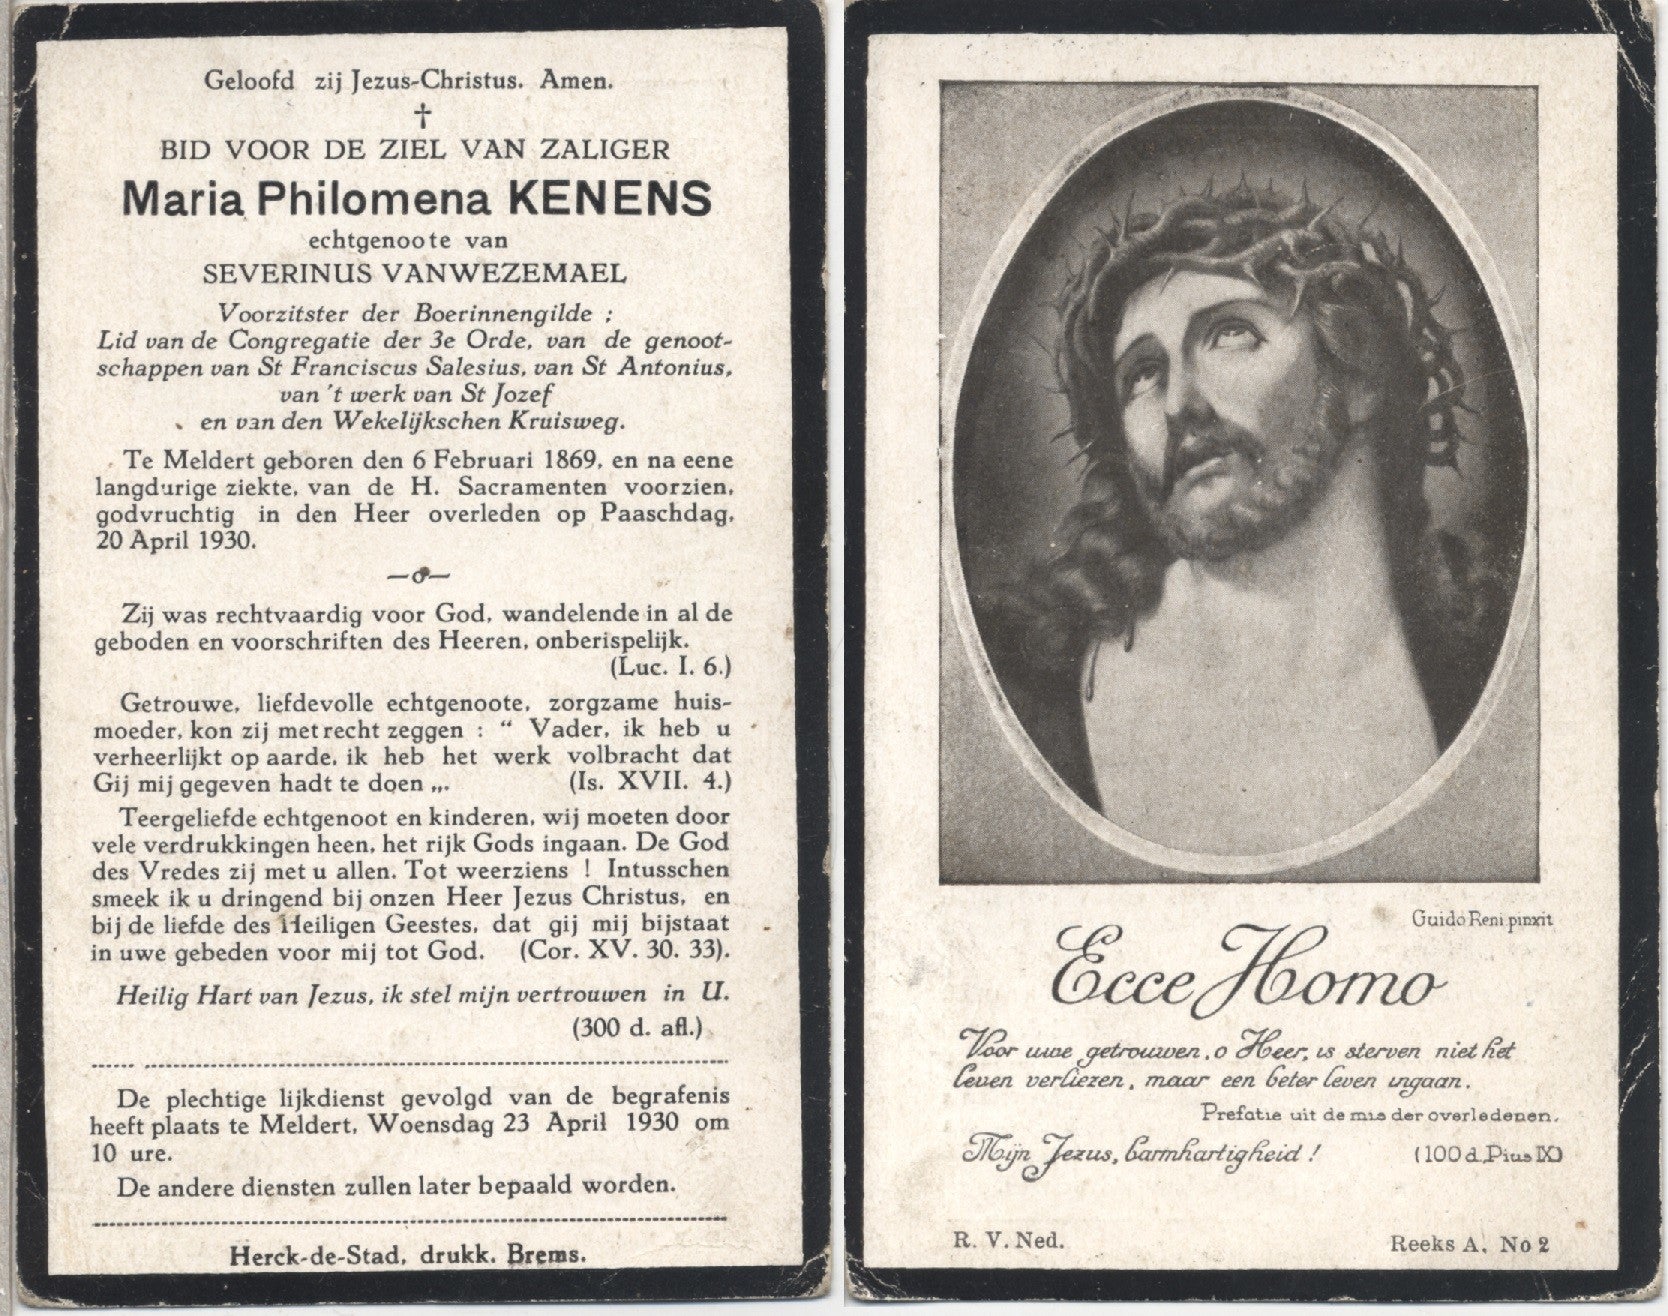 Geloofd zij Jezus-Christus. Amen.
†
BID VOOR DE ZIEL VAN ZALIGER
Maria Philomena KENENS
echtgenoote van
SEVERINUS VANWEZEMAEL
Voorzitster der Boerinnengilde ;
Lid van de Congregatie der 3e Orde, van de genoot-
schappen van St Franciscus Salesius, van St Antonius,
van 't werk van St Jozef
en van den Wekelijkschen Kruisweg.
Te Meldert geboren den 6 Februari 1869, en na eene
langdurige ziekte, van de H. Sacramenten voorzien,
godvruchtig in den Heer overleden op Paaschdag,
20 April 1930.
Zij was rechtvaardig voor God, wandelende in al de
geboden en voorschriften des Heeren, onberispelijk.
(Luc. I. 6.)
Getrouwe, liefdevolle echtgenoote, zorgzame huis-
moeder, kon zij met recht zeggen : “ Vader, ik heb u
verheerlijkt op aarde, ik heb het werk volbracht dat
Gij mij gegeven hadt te doen „. (Is. XVII. 4.)
Teergeliefde echtgenoot en kinderen, wij moeten door
vele verdrukkingen heen, het rijk Gods ingaan. De God
des Vredes zij met u allen. Tot weerziens ! Intusschen
smeek ik u dringend bij onzen Heer Jezus Christus, en
bij de liefde des Heiligen Geestes, dat gij mij bijstaat
in uwe gebeden voor mij tot God. (Cor. XV. 30. 33).
Heilig Hart van Jezus, ik stel mijn vertrouwen in U.
(300 d. afl.)
De plechtige lijkdienst gevolgd van de begrafenis
heeft plaats te Meldert, Woensdag 23 April 1930 om
10 ure.
De andere diensten zullen later bepaald worden.
Herck-de-Stad, drukk. Brems.
Guido Reni pinxit
Ecce Homo
Voor uwe getrouwen, o Heer, is sterven niet het
leven verliezen, maar een beter leven ingaan.
Prefatie uit de mis der overledenen.
Mijn Jezus, barmhartigheid ! (100 d. Pius IX)
R. V. Ned. Reeks A. No 2